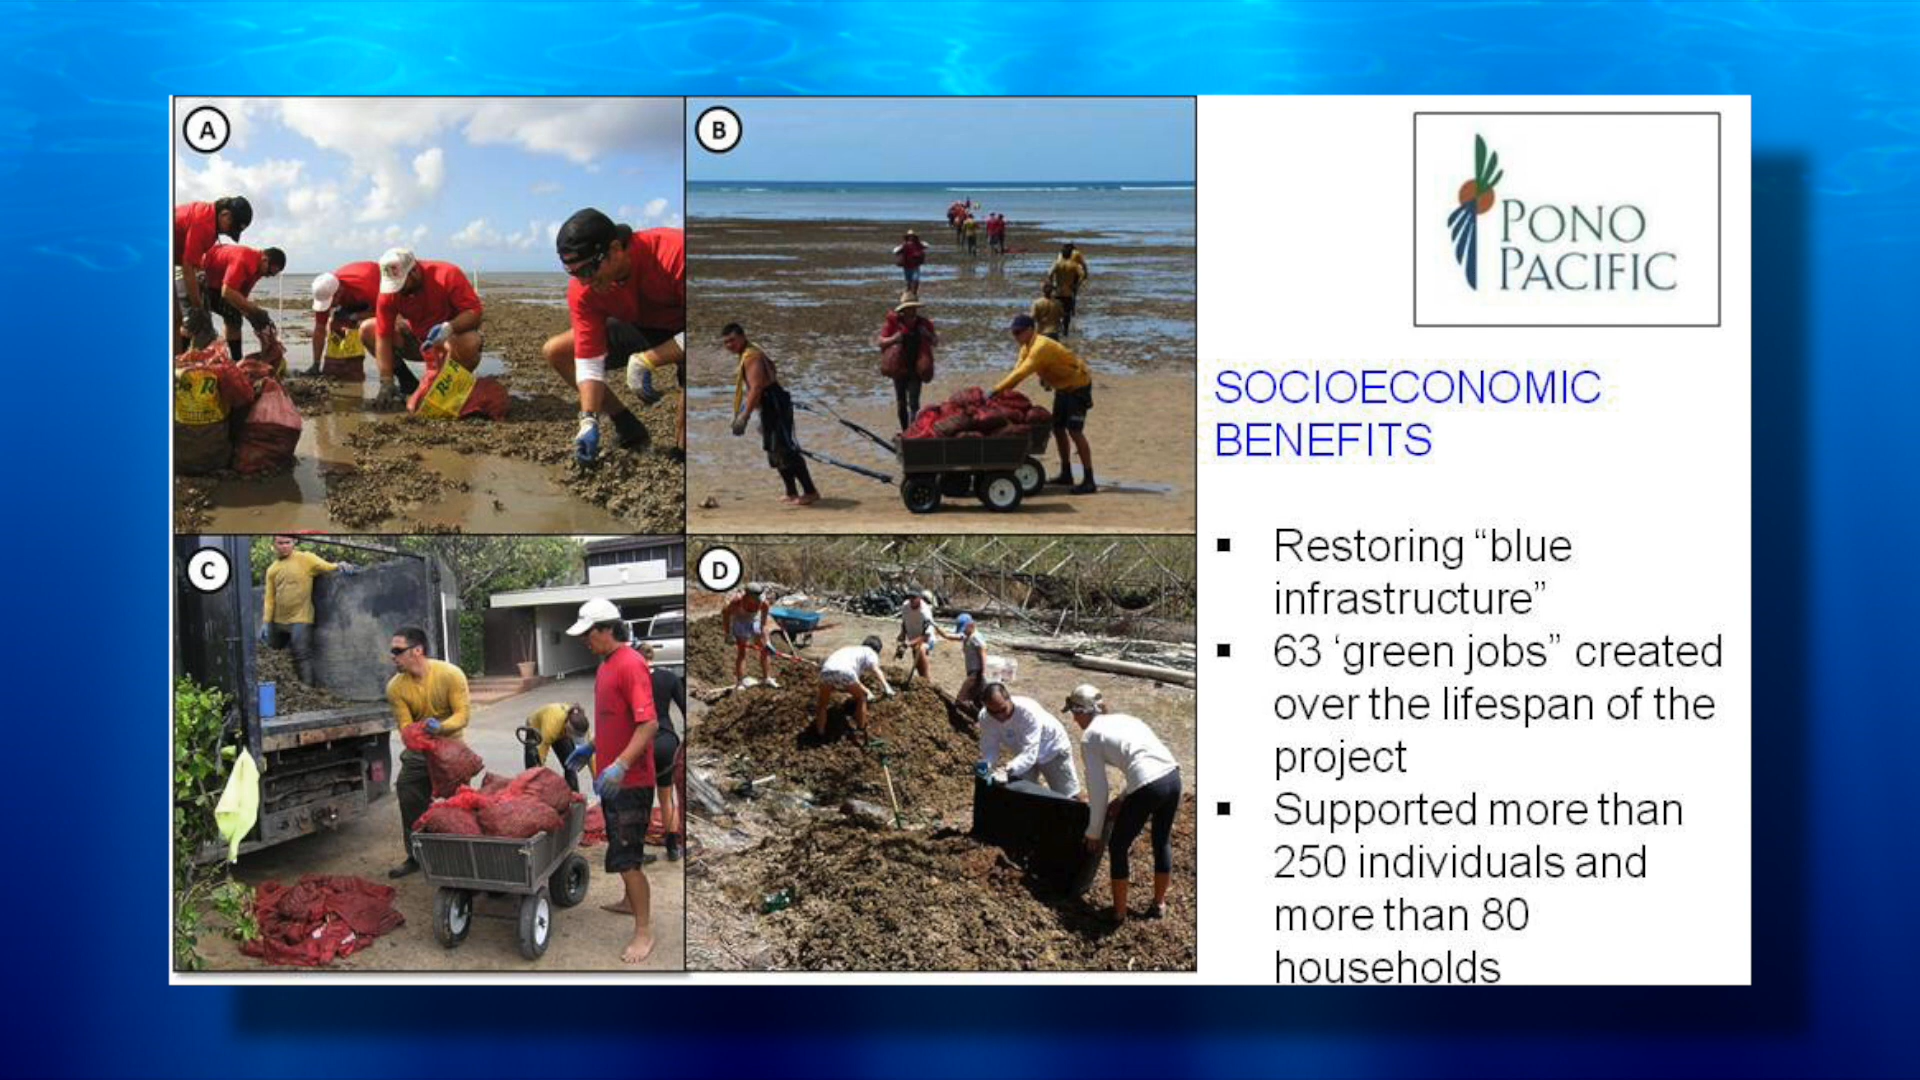 A
B
C
D
PONO
PACIFIC
SOCIOECONOMIC
BENEFITS
▪ Restoring “blue
infrastructure”
▪ 63 ‘green jobs” created
over the lifespan of the
project
▪ Supported more than
250 individuals and
more than 80
households